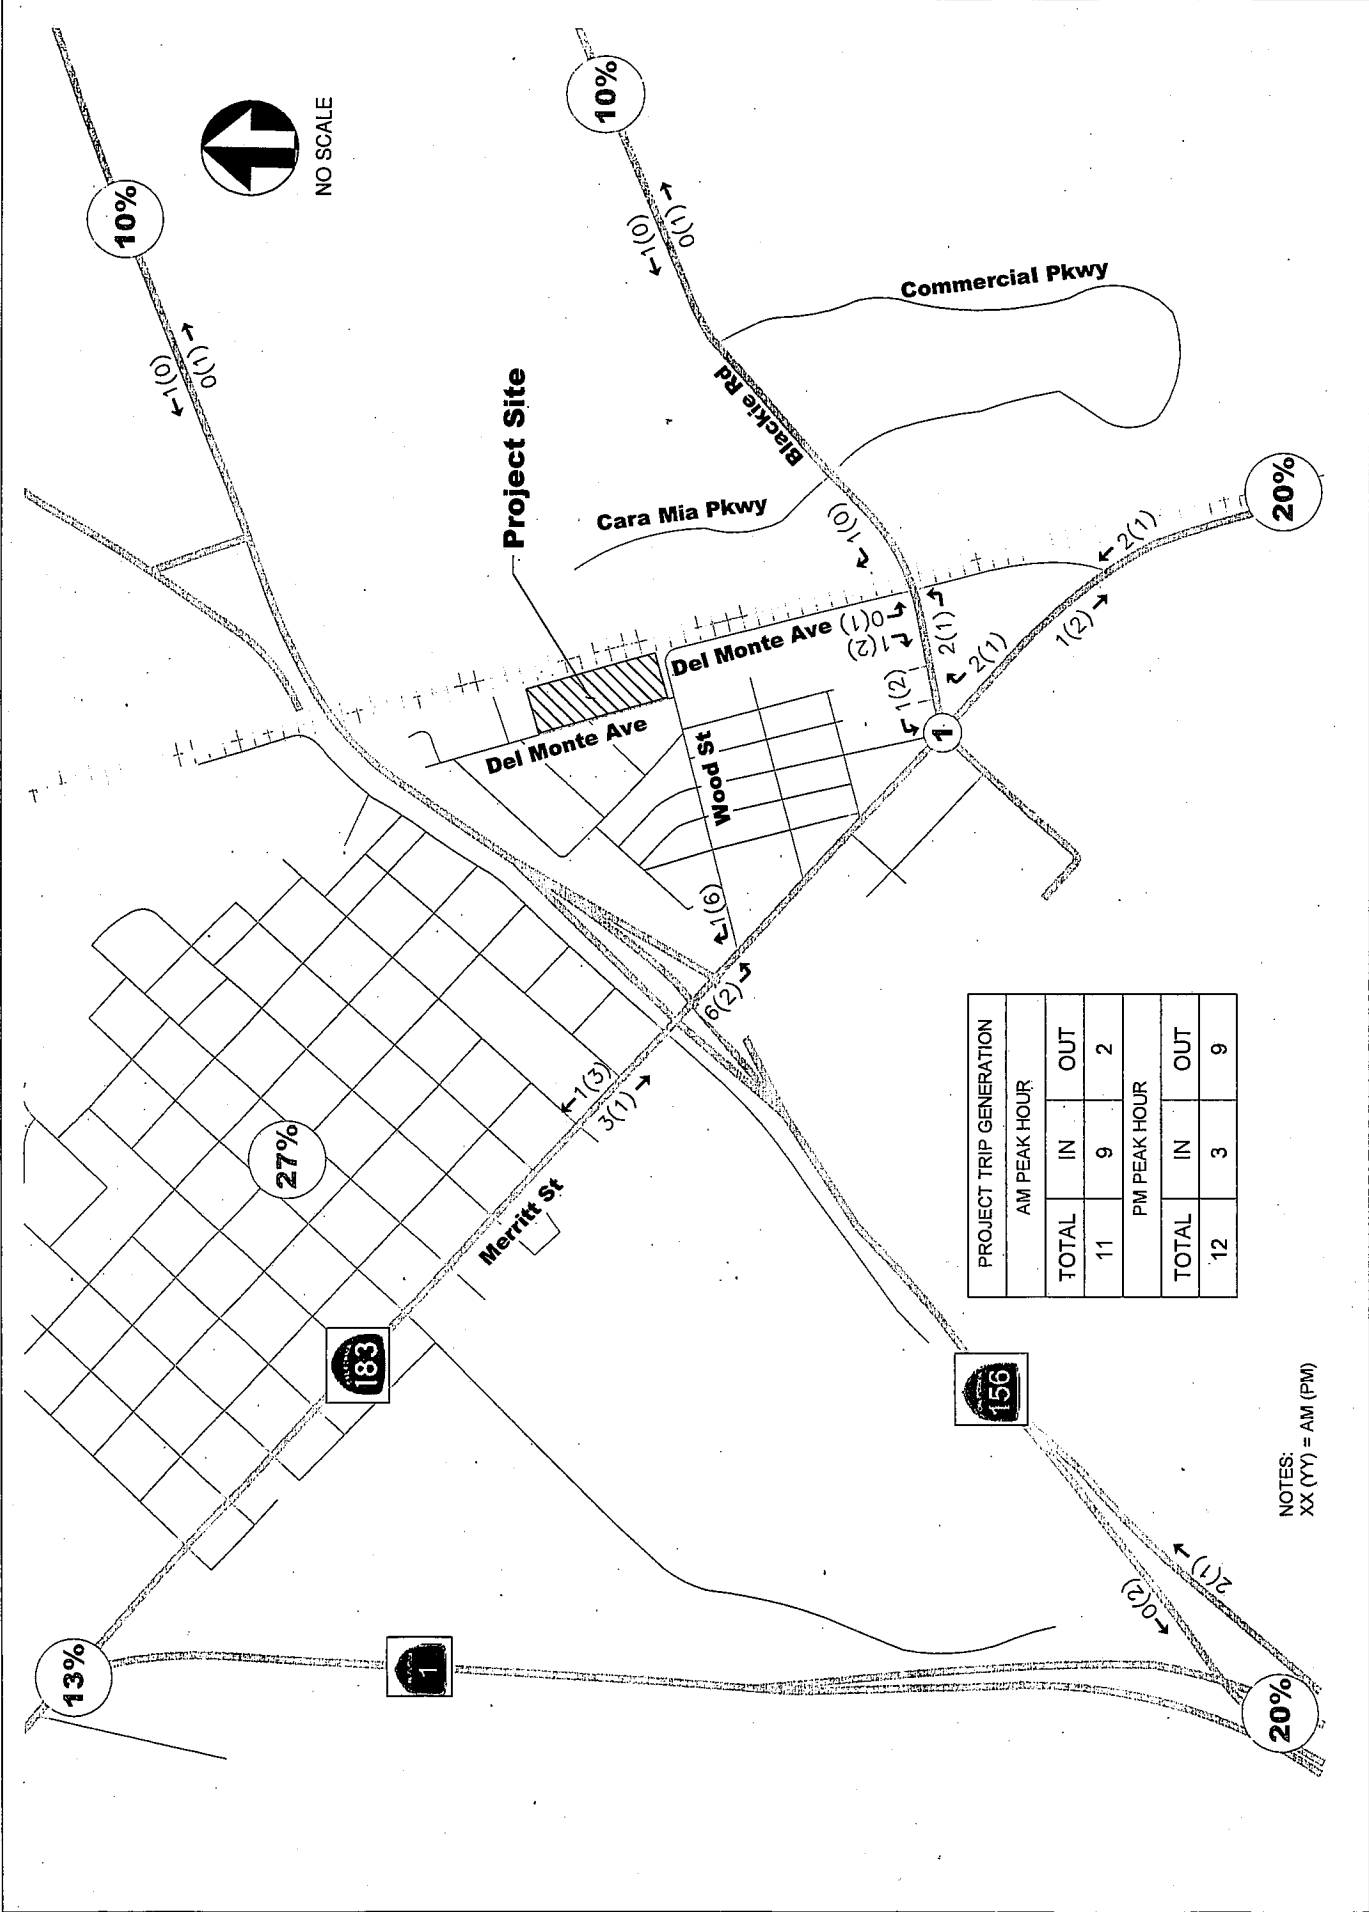 10%
10%
NO SCALE
1(0)
0(1)
1(0)
0(1)
Commercial Pkwy
Project Site
Blackie Rd
Cara Mia Pkwy
1(0)
20%
2(1)
1(2)
Del Monte Ave
0(1)
1(2)
2(1)
2(1)
1(2)
1
Del Monte Ave
Wood St
1(6)
6(2)
27%
1(3)
3(1)
Merritt St
183
156
PROJECT TRIP GENERATION
AM PEAK HOUR
TOTAL IN OUT
11 9 2
PM PEAK HOUR
TOTAL IN OUT
12 3 9
NOTES:
XX (YY) = AM (PM)
13%
1
0(2)
2(1)
20%